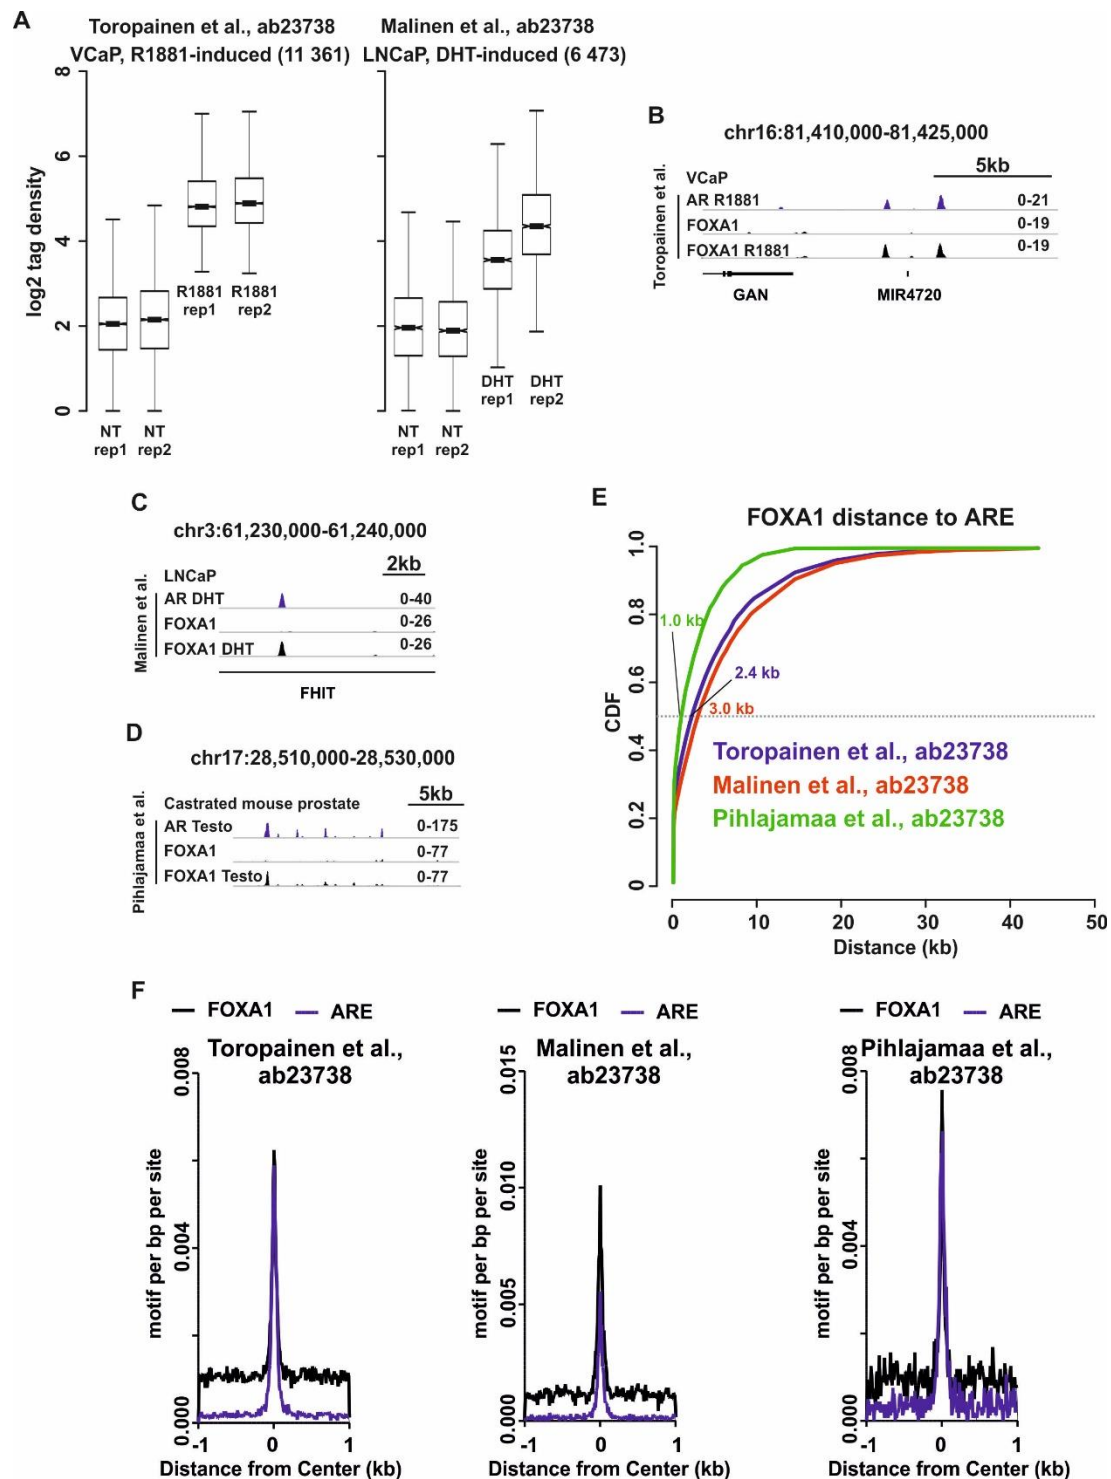 A
Toropainen et al., ab23738
VCaP, R1881-induced (11 361)
Malinen et al., ab23738
LNCaP, DHT-induced (6 473)
log2 tag density
8
6
4
2
0
NT
rep1
NT
rep2
R1881
rep1
R1881
rep2
NT
rep1
NT
rep2
DHT
rep1
DHT
rep2
B
chr16:81,410,000-81,425,000
Toropainen et al.
VCaP
5kb
AR R1881
0-21
FOXA1
0-19
FOXA1 R1881
0-19
GAN
MIR4720
C
chr3:61,230,000-61,240,000
Malinen et al.
LNCaP
2kb
AR DHT
0-40
FOXA1
0-26
FOXA1 DHT
0-26
FHIT
D
chr17:28,510,000-28,530,000
Pihlajamaa et al.
Castrated mouse prostate
5kb
AR Testo
0-175
FOXA1
0-77
FOXA1 Testo
0-77
E
FOXA1 distance to ARE
CDF
1.0
0.8
0.6
0.4
0.2
0
1.0 kb
2.4 kb
3.0 kb
Toropainen et al., ab23738
Malinen et al., ab23738
Pihlajamaa et al., ab23738
0 10 20 30 40 50
Distance (kb)
F
FOXA1 ARE
Toropainen et al.,
ab23738
motif per bp per site
0.008
0.004
0.000
-1 0 1
Distance from Center (kb)
FOXA1 ARE
Malinen et al.,
ab23738
motif per bp per site
0.015
0.010
0.005
0.000
-1 0 1
Distance from Center (kb)
FOXA1 ARE
Pihlajamaa et al.,
ab23738
motif per bp per site
0.008
0.004
0.000
-1 0 1
Distance from Center (kb)